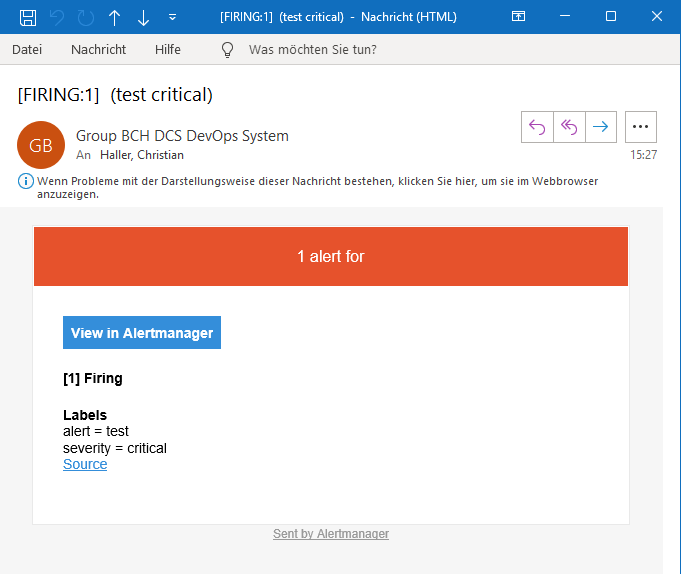 [FIRING:1] (test critical) - Nachricht (HTML)
Datei Nachricht Hilfe Was möchten Sie tun?
[FIRING:1] (test critical)
GB
Group BCH DCS DevOps System
An Haller, Christian
15:27
Wenn Probleme mit der Darstellungsweise dieser Nachricht bestehen, klicken Sie hier, um sie im Webbrowser
anzuzeigen.
1 alert for
View in Alertmanager
[1] Firing
Labels
alert = test
severity = critical
Source
Sent by Alertmanager